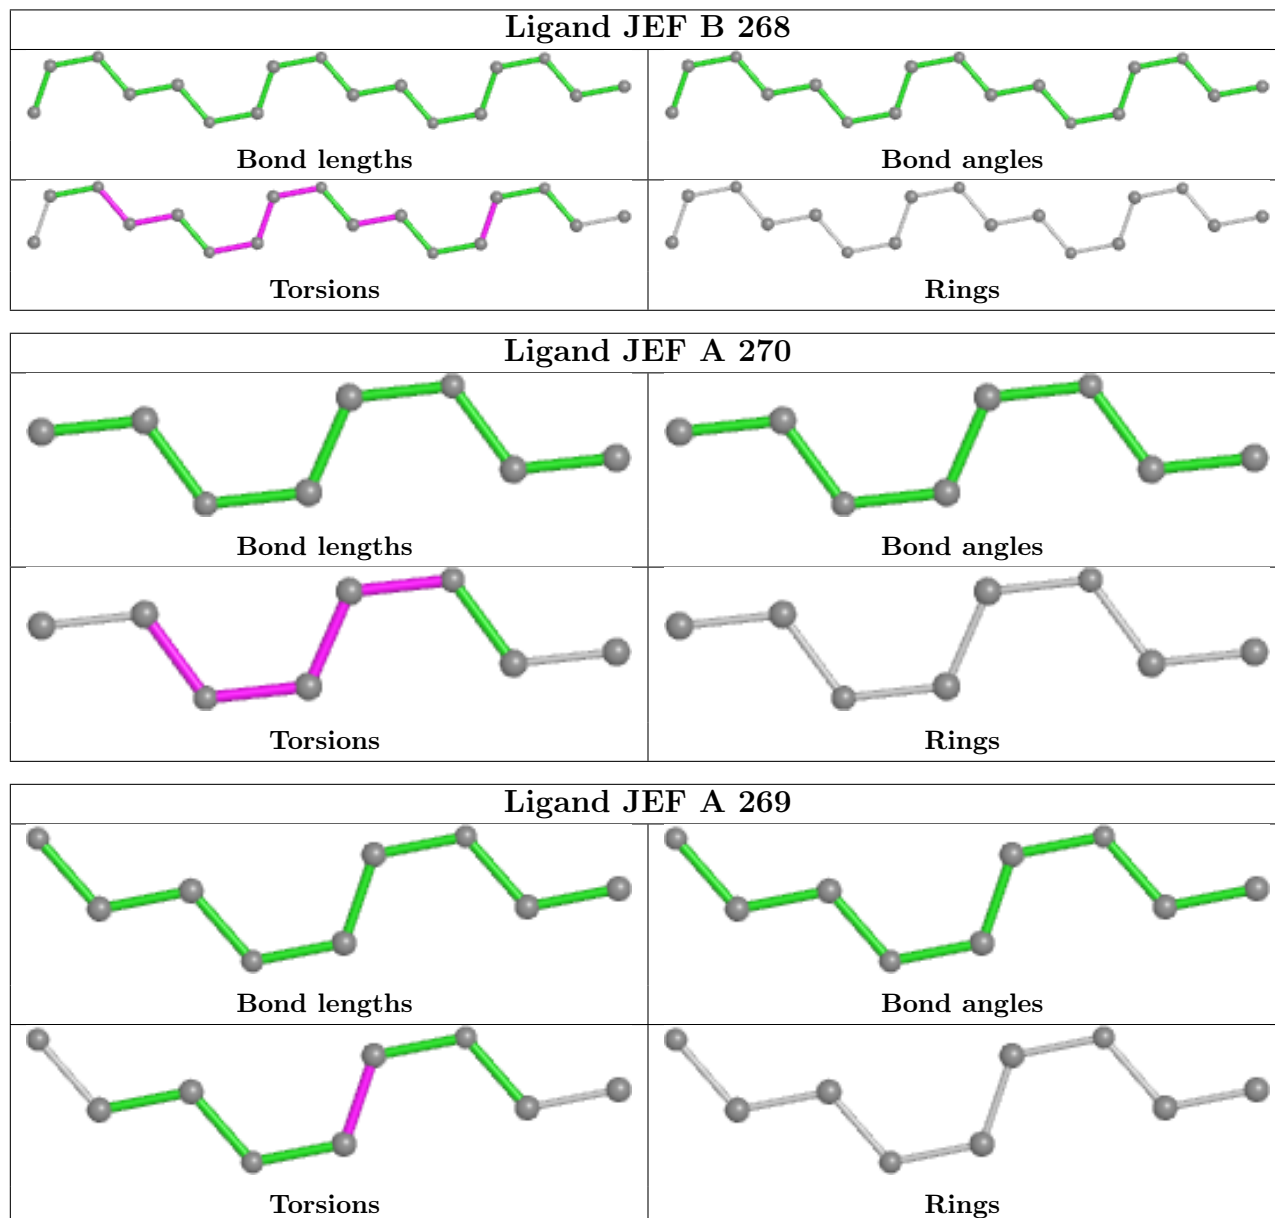 Ligand JEF B 268
Bond lengths
Bond angles
Torsions
Rings
Ligand JEF A 270
Bond lengths
Bond angles
Torsions
Rings
Ligand JEF A 269
Bond lengths
Bond angles
Torsions
Rings